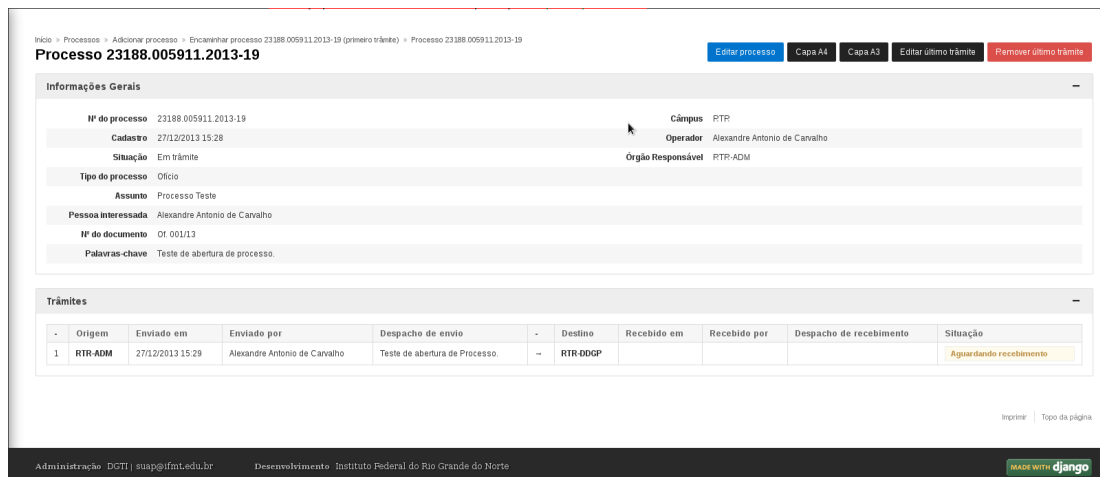 Início » Processos » Adicionar processo » Encaminhar processo 23188.005911.2013-19 (primeiro trâmite) » Processo 23188.005911.2013-19
Processo 23188.005911.2013-19
Editar processo Capa A4 Capa A3 Editar último trâmite Remover último trâmite
Informações Gerais
Nº do processo 23188.005911.2013-19 Câmpus RTR
Cadastro 27/12/2013 15:28 Operador Alexandre Antonio de Carvalho
Situação Em trâmite Órgão Responsável RTR-ADM
Tipo do processo Ofício
Assunto Processo Teste
Pessoa interessada Alexandre Antonio de Carvalho
Nº do documento Of. 001/13
Palavras-chave Teste de abertura de processo.
Trâmites
- Origem Enviado em Enviado por Despacho de envio - Destino Recebido em Recebido por Despacho de recebimento Situação
1 RTR-ADM 27/12/2013 15:29 Alexandre Antonio de Carvalho Teste de abertura de Processo. → RTR-DDGP Aguardando recebimento
Imprimir Topo da página
Administração DGTI | suap@ifmt.edu.br Desenvolvimento Instituto Federal do Rio Grande do Norte MADE WITH django